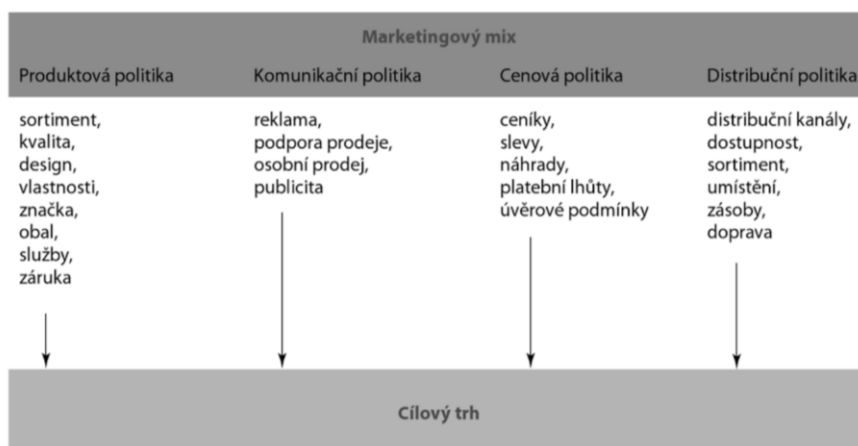 Marketingový mix
Produktová politika
Komunikační politika
Cenová politika
Distribuční politika
sortiment,
kvalita,
design,
vlastnosti,
značka,
obal,
služby,
záruka
reklama,
podpora prodeje,
osobní prodej,
publicita
ceníky,
slevy,
náhrady,
platební lhůty,
úvěrové podmínky
distribuční kanály,
dostupnost,
sortiment,
umístění,
zásoby,
doprava
Cílový trh